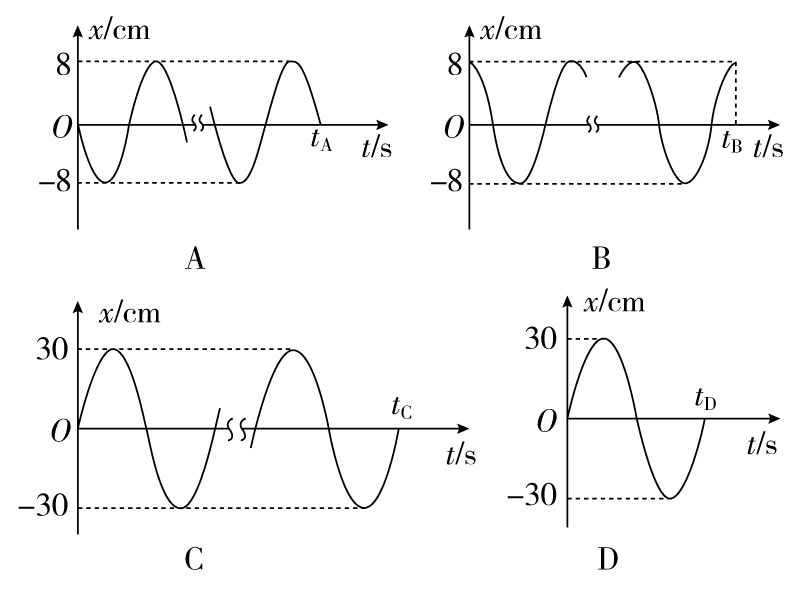 x/cm
8
O
−8
t_A
t/s
A
x/cm
8
O
−8
t_B
t/s
B
x/cm
30
O
−30
t_C
t/s
C
x/cm
30
O
−30
t_D
t/s
D